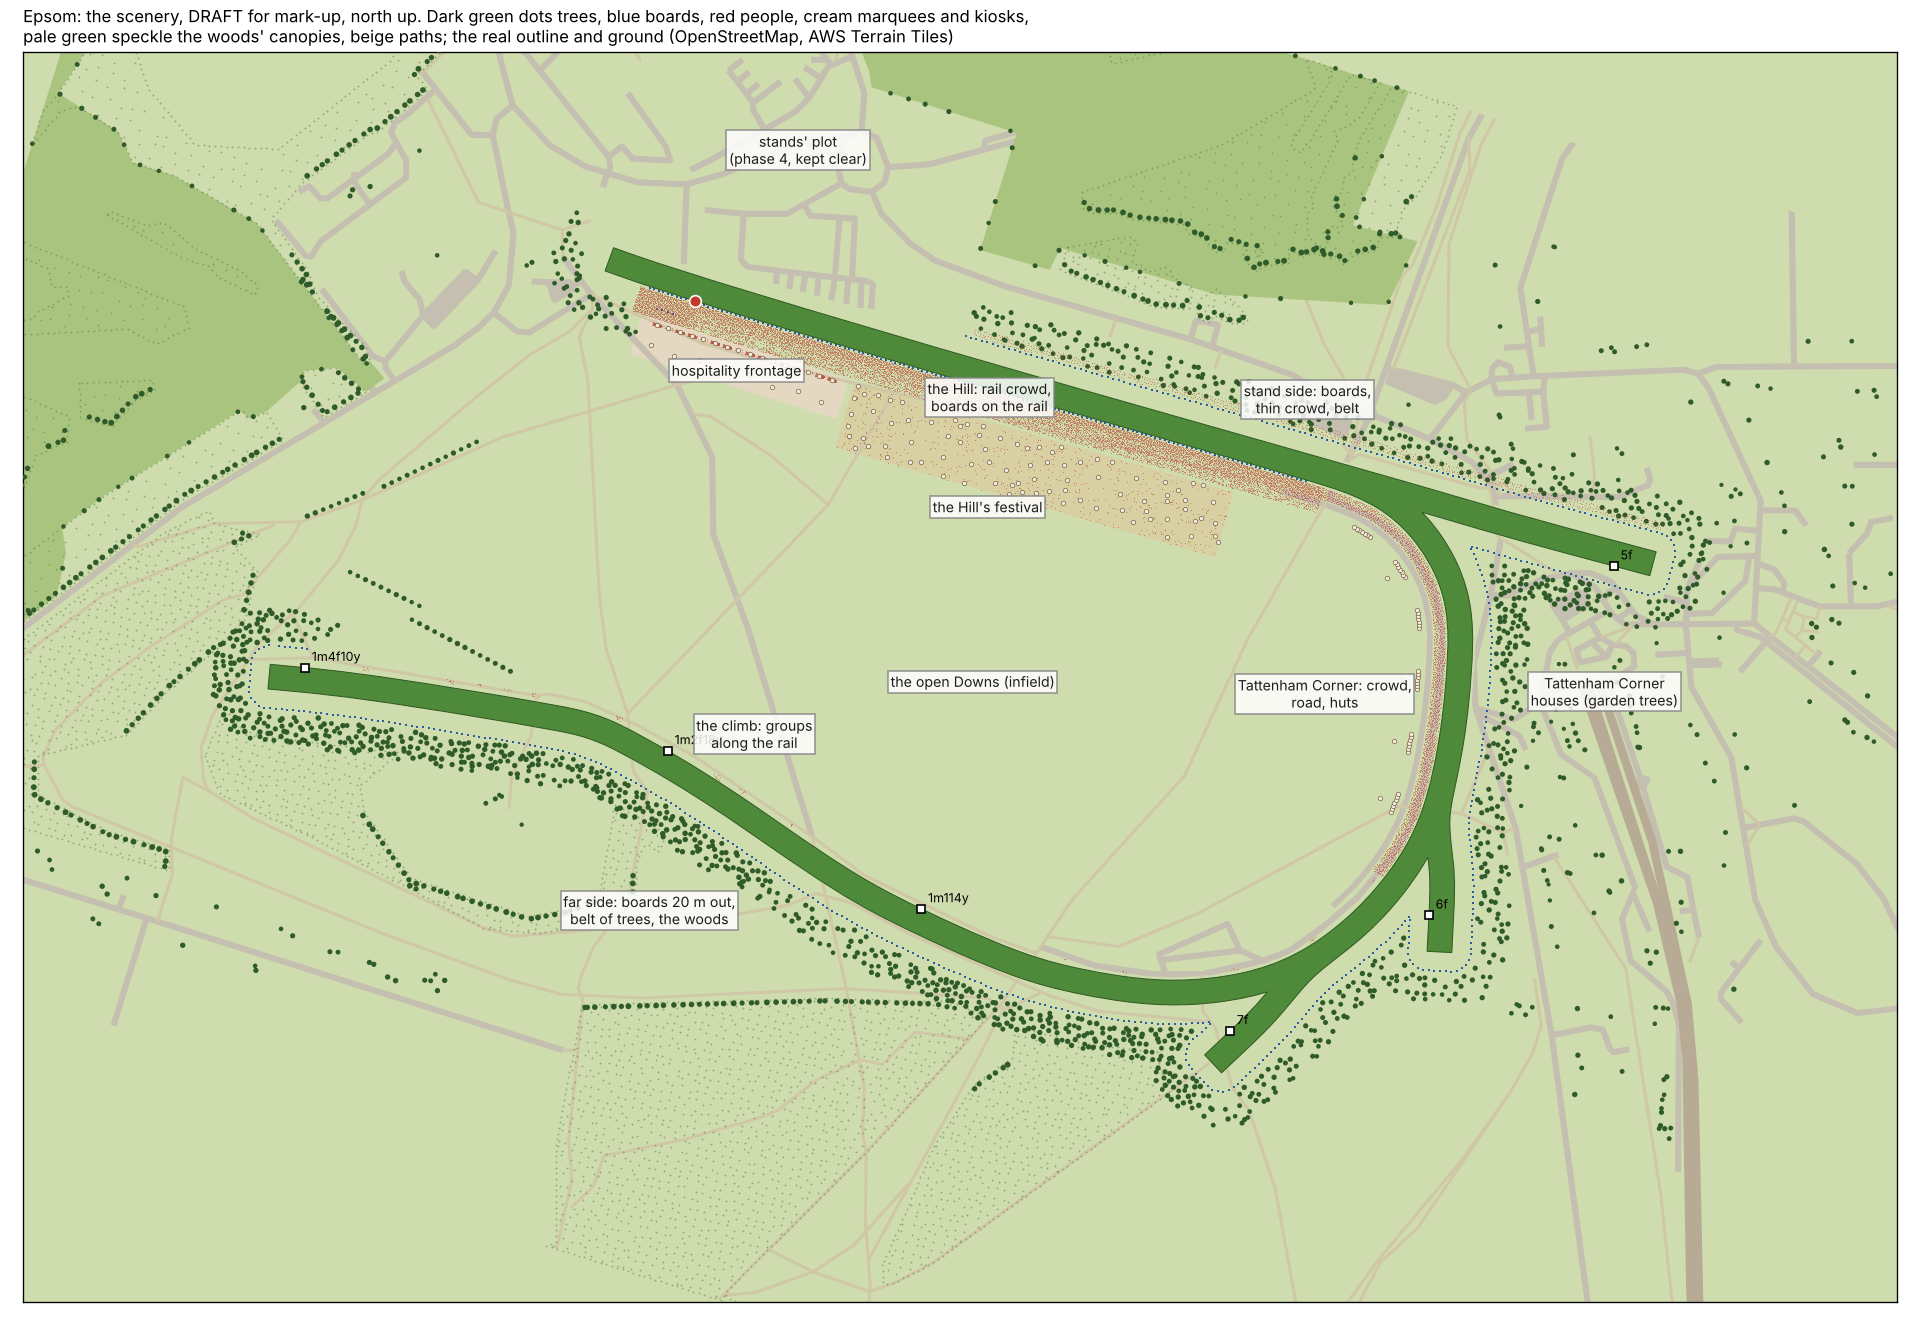 Epsom: the scenery, DRAFT for mark-up, north up. Dark green dots trees, blue boards, red people, cream marquees and kiosks,
pale green speckle the woods' canopies, beige paths; the real outline and ground (OpenStreetMap, AWS Terrain Tiles)
stands' plot
(phase 4, kept clear)
hospitality frontage
the Hill: rail crowd,
boards on the rail
stand side: boards,
thin crowd, belt
the Hill's festival
5f
1m4f10y
the open Downs (infield)
Tattenham Corner: crowd,
road, huts
Tattenham Corner
houses (garden trees)
the climb: groups
along the rail
far side: boards 20 m out,
belt of trees, the woods
1m114y
6f
7f